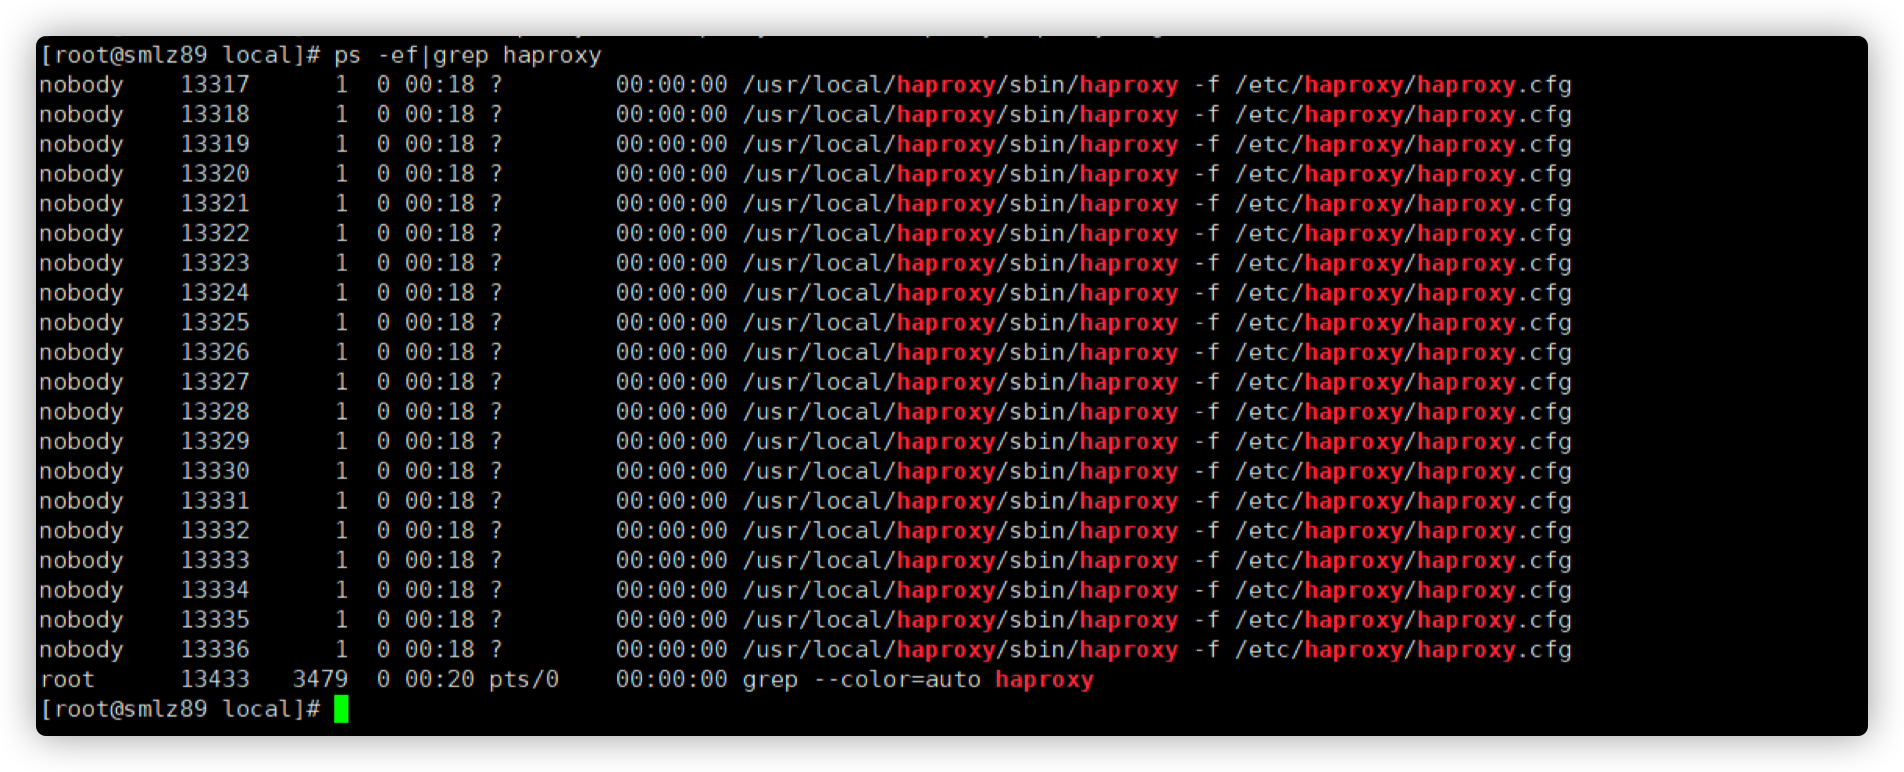 [root@smlz89 local]# ps -ef|grep haproxy
nobody    13317      1  0 00:18 ?        00:00:00 /usr/local/haproxy/sbin/haproxy -f /etc/haproxy/haproxy.cfg
nobody    13318      1  0 00:18 ?        00:00:00 /usr/local/haproxy/sbin/haproxy -f /etc/haproxy/haproxy.cfg
nobody    13319      1  0 00:18 ?        00:00:00 /usr/local/haproxy/sbin/haproxy -f /etc/haproxy/haproxy.cfg
nobody    13320      1  0 00:18 ?        00:00:00 /usr/local/haproxy/sbin/haproxy -f /etc/haproxy/haproxy.cfg
nobody    13321      1  0 00:18 ?        00:00:00 /usr/local/haproxy/sbin/haproxy -f /etc/haproxy/haproxy.cfg
nobody    13322      1  0 00:18 ?        00:00:00 /usr/local/haproxy/sbin/haproxy -f /etc/haproxy/haproxy.cfg
nobody    13323      1  0 00:18 ?        00:00:00 /usr/local/haproxy/sbin/haproxy -f /etc/haproxy/haproxy.cfg
nobody    13324      1  0 00:18 ?        00:00:00 /usr/local/haproxy/sbin/haproxy -f /etc/haproxy/haproxy.cfg
nobody    13325      1  0 00:18 ?        00:00:00 /usr/local/haproxy/sbin/haproxy -f /etc/haproxy/haproxy.cfg
nobody    13326      1  0 00:18 ?        00:00:00 /usr/local/haproxy/sbin/haproxy -f /etc/haproxy/haproxy.cfg
nobody    13327      1  0 00:18 ?        00:00:00 /usr/local/haproxy/sbin/haproxy -f /etc/haproxy/haproxy.cfg
nobody    13328      1  0 00:18 ?        00:00:00 /usr/local/haproxy/sbin/haproxy -f /etc/haproxy/haproxy.cfg
nobody    13329      1  0 00:18 ?        00:00:00 /usr/local/haproxy/sbin/haproxy -f /etc/haproxy/haproxy.cfg
nobody    13330      1  0 00:18 ?        00:00:00 /usr/local/haproxy/sbin/haproxy -f /etc/haproxy/haproxy.cfg
nobody    13331      1  0 00:18 ?        00:00:00 /usr/local/haproxy/sbin/haproxy -f /etc/haproxy/haproxy.cfg
nobody    13332      1  0 00:18 ?        00:00:00 /usr/local/haproxy/sbin/haproxy -f /etc/haproxy/haproxy.cfg
nobody    13333      1  0 00:18 ?        00:00:00 /usr/local/haproxy/sbin/haproxy -f /etc/haproxy/haproxy.cfg
nobody    13334      1  0 00:18 ?        00:00:00 /usr/local/haproxy/sbin/haproxy -f /etc/haproxy/haproxy.cfg
nobody    13335      1  0 00:18 ?        00:00:00 /usr/local/haproxy/sbin/haproxy -f /etc/haproxy/haproxy.cfg
nobody    13336      1  0 00:18 ?        00:00:00 /usr/local/haproxy/sbin/haproxy -f /etc/haproxy/haproxy.cfg
root      13433   3479  0 00:20 pts/0    00:00:00 grep --color=auto haproxy
[root@smlz89 local]#